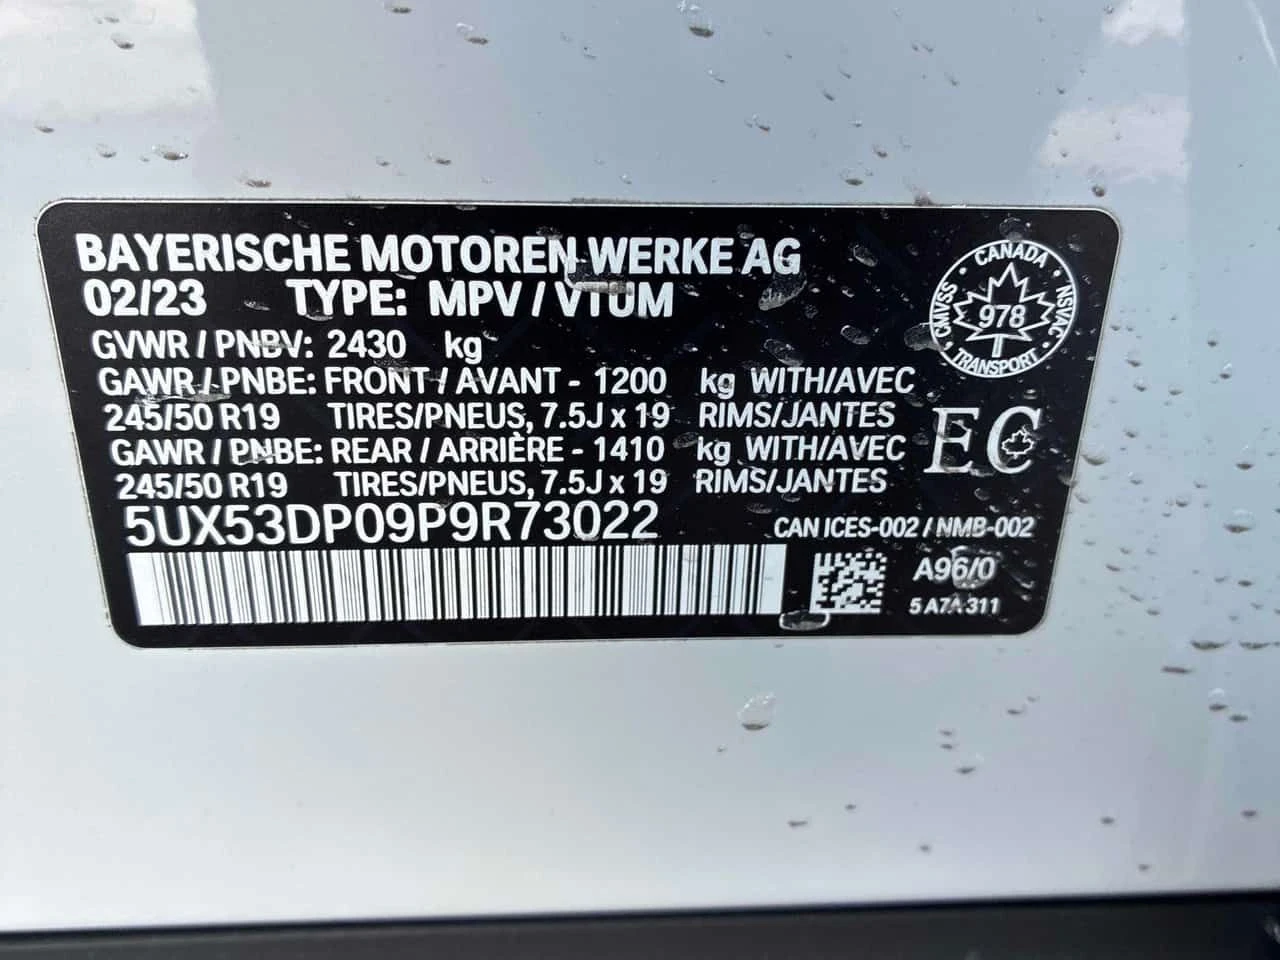 BAYERISCHE MOTOREN WERKE AG
02/23 TYPE: MPV / VTUM
GVWR / PNBV: 2430 kg
GAWR / PNBE: FRONT / AVANT - 1200 kg WITH/AVEC
245/50 R19 TIRES/PNEUS, 7.5J x 19 RIMS/JANTES
GAWR / PNBE: REAR / ARRIÈRE - 1410 kg WITH/AVEC
245/50 R19 TIRES/PNEUS, 7.5J x 19 RIMS/JANTES
5UX53DP09P9R73022
CANADA
CMVSS
NSVAC
978
TRANSPORT
EC
CAN ICES-002 / NMB-002
A96/0
5 A7A 311